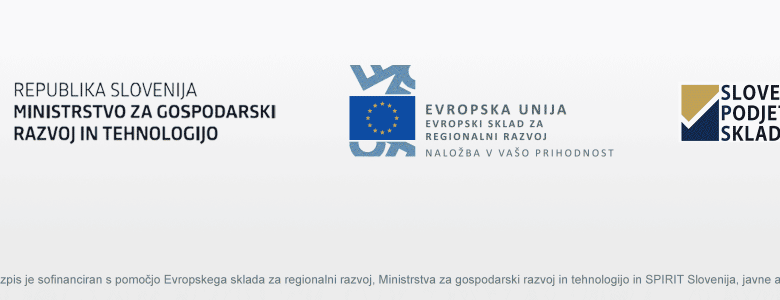 REPUBLIKA SLOVENIJA
MINISTRSTVO ZA GOSPODARSKI
RAZVOJ IN TEHNOLOGIJO
EVROPSKA UNIJA
EVROPSKI SKLAD ZA
REGIONALNI RAZVOJ
NALOŽBA V VAŠO PRIHODNOST
SLOVE
PODJET
SKLAD
zpis je sofinanciran s pomočjo Evropskega sklada za regionalni razvoj, Ministrstva za gospodarski razvoj in tehnologijo in SPIRIT Slovenija, javne a